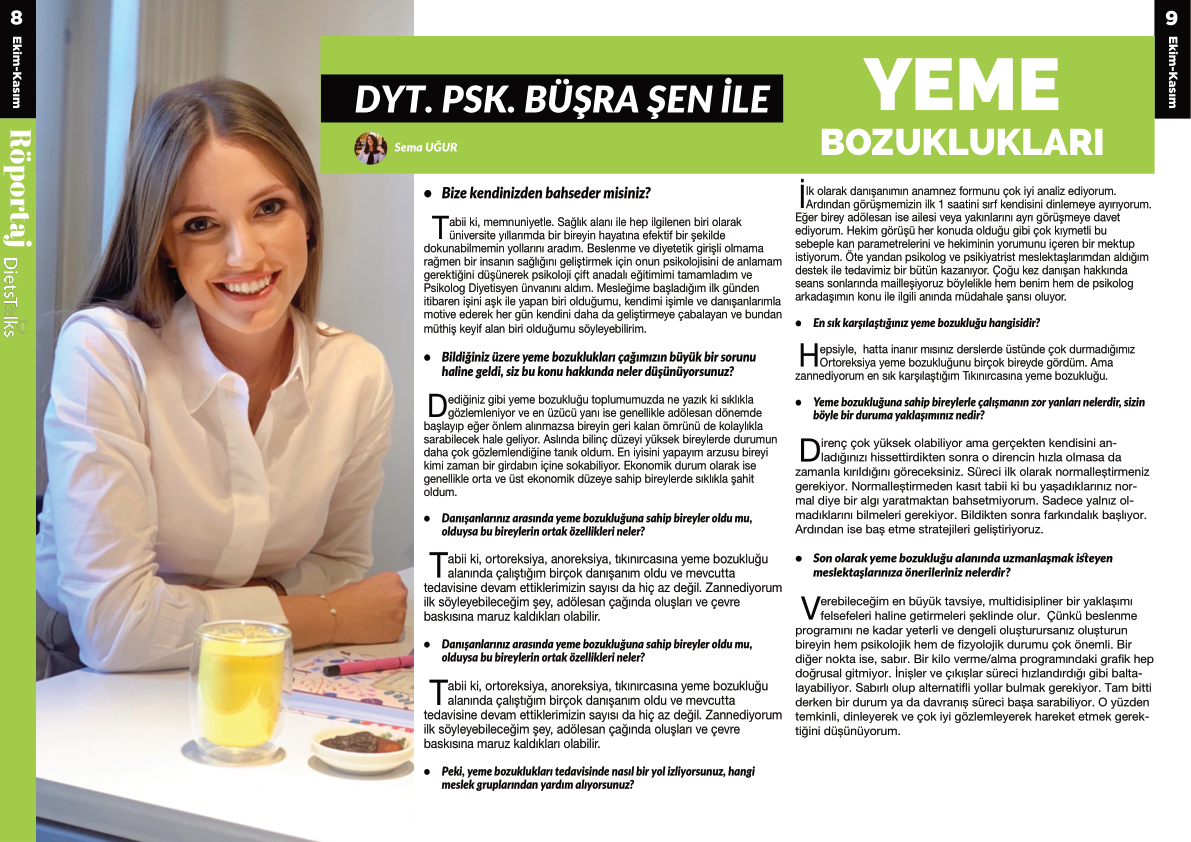 8
Ekim-Kasım
Röportaj
DietsTalks
9
Ekim-Kasım
DYT. PSK. BÜŞRA ŞEN İLE
YEME
BOZUKLUKLARI
Sema UĞUR
• Bize kendinizden bahseder misiniz?
Tabii ki, memnuniyetle. Sağlık alanı ile hep ilgilenen biri olarak
üniversite yıllarımda bir bireyin hayatına efektif bir şekilde
dokunabilmemin yollarını aradım. Beslenme ve diyetetik girişli olmama
rağmen bir insanın sağlığını geliştirmek için onun psikolojisini de anlamam
gerektiğini düşünerek psikoloji çift anadalı eğitimimi tamamladım ve
Psikolog Diyetisyen ünvanını aldım. Mesleğime başladığım ilk günden
itibaren işini aşk ile yapan biri olduğumu, kendimi işimle ve danışanlarımla
motive ederek her gün kendini daha da geliştirmeye çabalayan ve bundan
müthiş keyif alan biri olduğumu söyleyebilirim.
• Bildiğiniz üzere yeme bozuklukları çağımızın büyük bir sorunu
haline geldi, siz bu konu hakkında neler düşünüyorsunuz?
Dediğiniz gibi yeme bozukluğu toplumumuzda ne yazık ki sıklıkla
gözlemleniyor ve en üzücü yanı ise genellikle adölesan dönemde
başlayıp eğer önlem alınmazsa bireyin geri kalan ömrünü de kolaylıkla
sarabilecek hale geliyor. Aslında bilinç düzeyi yüksek bireylerde durumun
daha çok gözlemlendiğine tanık oldum. En iyisini yapayım arzusu bireyi
kimi zaman bir girdabın içine sokabiliyor. Ekonomik durum olarak ise
genellikle orta ve üst ekonomik düzeye sahip bireylerde sıklıkla şahit
oldum.
• Danışanlarınız arasında yeme bozukluğuna sahip bireyler oldu mu,
olduysa bu bireylerin ortak özellikleri neler?
Tabii ki, ortoreksiya, anoreksiya, tıkınırcasına yeme bozukluğu
alanında çalıştığım birçok danışanım oldu ve mevcutta
tedavisine devam ettiklerimizin sayısı da hiç az değil. Zannediyorum
ilk söyleyebileceğim şey, adölesan çağında oluşları ve çevre
baskısına maruz kaldıkları olabilir.
• Danışanlarınız arasında yeme bozukluğuna sahip bireyler oldu mu,
olduysa bu bireylerin ortak özellikleri neler?
Tabii ki, ortoreksiya, anoreksiya, tıkınırcasına yeme bozukluğu
alanında çalıştığım birçok danışanım oldu ve mevcutta
tedavisine devam ettiklerimizin sayısı da hiç az değil. Zannediyorum
ilk söyleyebileceğim şey, adölesan çağında oluşları ve çevre
baskısına maruz kaldıkları olabilir.
• Peki, yeme bozuklukları tedavisinde nasıl bir yol izliyorsunuz, hangi
meslek gruplarından yardım alıyorsunuz?
İlk olarak danışanımın anamnez formunu çok iyi analiz ediyorum.
Ardından görüşmemizin ilk 1 saatini sırf kendisini dinlemeye ayırıyorum.
Eğer birey adölesan ise ailesi veya yakınlarını ayrı görüşmeye davet
ediyorum. Hekim görüşü her konuda olduğu gibi çok kıymetli bu
sebeple kan parametrelerini ve hekiminin yorumunu içeren bir mektup
istiyorum. Öte yandan psikolog ve psikiyatrist meslektaşlarımdan aldığım
destek ile tedavimiz bir bütün kazanıyor. Çoğu kez danışan hakkında
seans sonlarında mailleşiyoruz böylelikle hem benim hem de psikolog
arkadaşımın konu ile ilgili anında müdahale şansı oluyor.
• En sık karşılaştığınız yeme bozukluğu hangisidir?
Hepsiyle, hatta inanır mısınız derslerde üstünde çok durmadığımız
Ortoreksiya yeme bozukluğunu birçok bireyde gördüm. Ama
zannediyorum en sık karşılaştığım Tıkınırcasına yeme bozukluğu.
• Yeme bozukluğuna sahip bireylerle çalışmanın zor yanları nelerdir, sizin
böyle bir duruma yaklaşımınız nedir?
Direnç çok yüksek olabiliyor ama gerçekten kendisini an-
ladığınızı hissettirdikten sonra o direncin hızla olmasa da
zamanla kırıldığını göreceksiniz. Süreci ilk olarak normalleştirmeniz
gerekiyor. Normalleştirmeden kasıt tabii ki bu yaşadıklarınız nor-
mal diye bir algı yaratmaktan bahsetmiyorum. Sadece yalnız ol-
madıklarını bilmeleri gerekiyor. Bildikten sonra farkındalık başlıyor.
Ardından ise baş etme stratejileri geliştiriyoruz.
• Son olarak yeme bozukluğu alanında uzmanlaşmak isteyen
meslektaşlarınıza önerileriniz nelerdir?
Verebileceğim en büyük tavsiye, multidisipliner bir yaklaşımı
felsefeleri haline getirmeleri şeklinde olur. Çünkü beslenme
programını ne kadar yeterli ve dengeli oluşturursanız oluşturun
bireyin hem psikolojik hem de fizyolojik durumu çok önemli. Bir
diğer nokta ise, sabır. Bir kilo verme/alma programındaki grafik hep
doğrusal gitmiyor. İnişler ve çıkışlar süreci hızlandırdığı gibi balta-
layabiliyor. Sabırlı olup alternatifli yollar bulmak gerekiyor. Tam bitti
derken bir durum ya da davranış süreci başa sarabiliyor. O yüzden
temkinli, dinleyerek ve çok iyi gözlemleyerek hareket etmek gerek-
tiğini düşünüyorum.